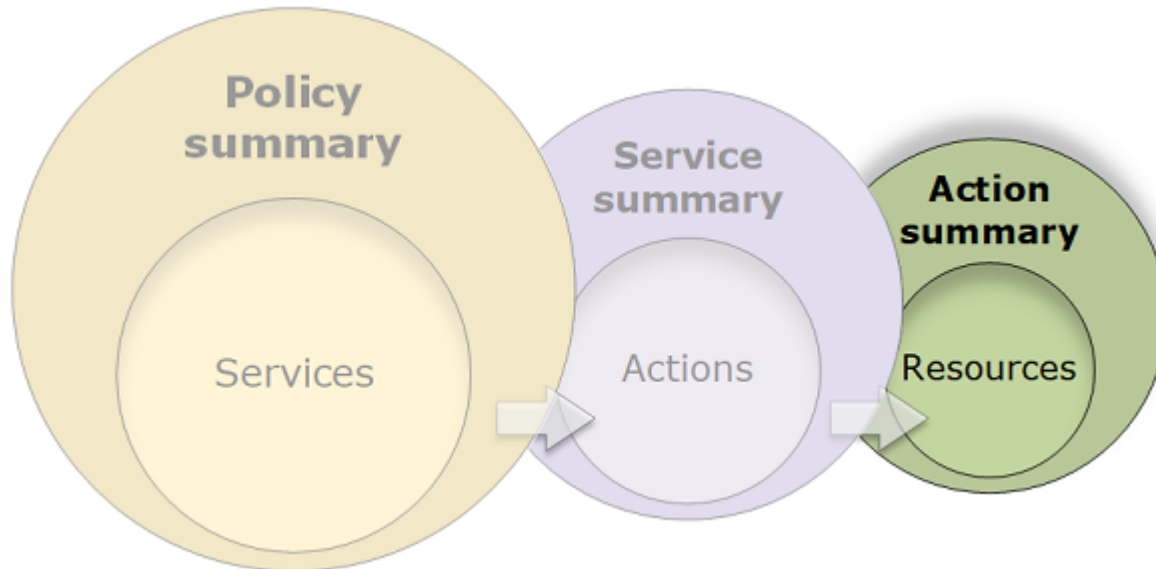 Policy
summary
Services
Service
summary
Actions
Action
summary
Resources